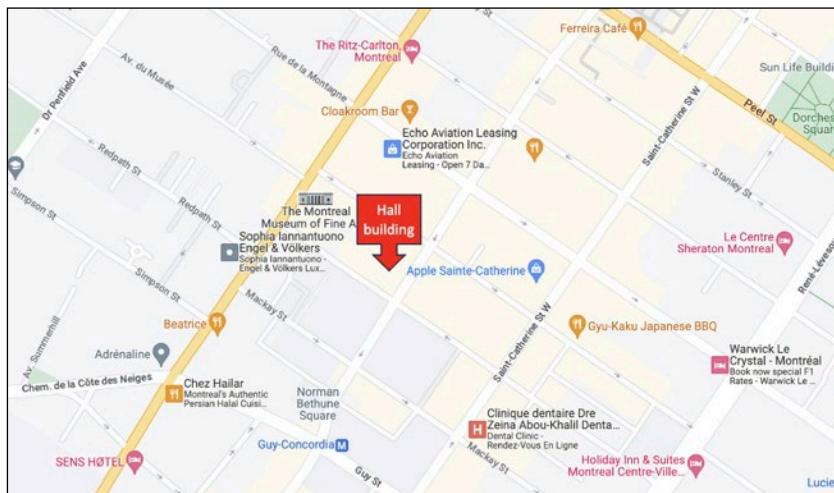 Ferreira Café
The Ritz-Carlton,
Montréal
Sun Life Buildi
Av. du Musée
Rue de la Montagne
Dr Penfield Ave
Peel St
Dorches
Square
Cloakroom Bar
Saint-Catherine St W
Echo Aviation Leasing
Corporation Inc.
Echo Aviation
Leasing - Open 7 Da...
Redpath St
Stanley St
Simpson St
Redpath St
The Montreal
Museum of Fine A
Hall
building
Sophia Iannantuono
Engel & Völkers
Sophia Iannantuono -
Engel & Völkers Lux...
Le Centre
Sheraton Montreal
René-Lévesq
Apple Sainte-Catherine
Simpson St
Mackay St
Beatrice
Gyu-Kaku Japanese BBQ
Saint-Catherine St W
Av. Summerhill
Adrénaline
Warwick Le
Crystal - Montréal
Book now special F1
Rates - Warwick Le ...
Chem. de la Côte des Neiges
Chez Hailar
Montreal's Authentic
Persian Halal Cuisi...
Norman
Bethune
Square
Clinique dentaire Dre
Zeina Abou-Khalil Denta...
Dental Clinic -
Rendez-Vous En Ligne
Guy-Concordia M
Mackay St
SENS HØTEL
Guy St
Holiday Inn & Suites
Montreal Centre-Ville...
Lucie